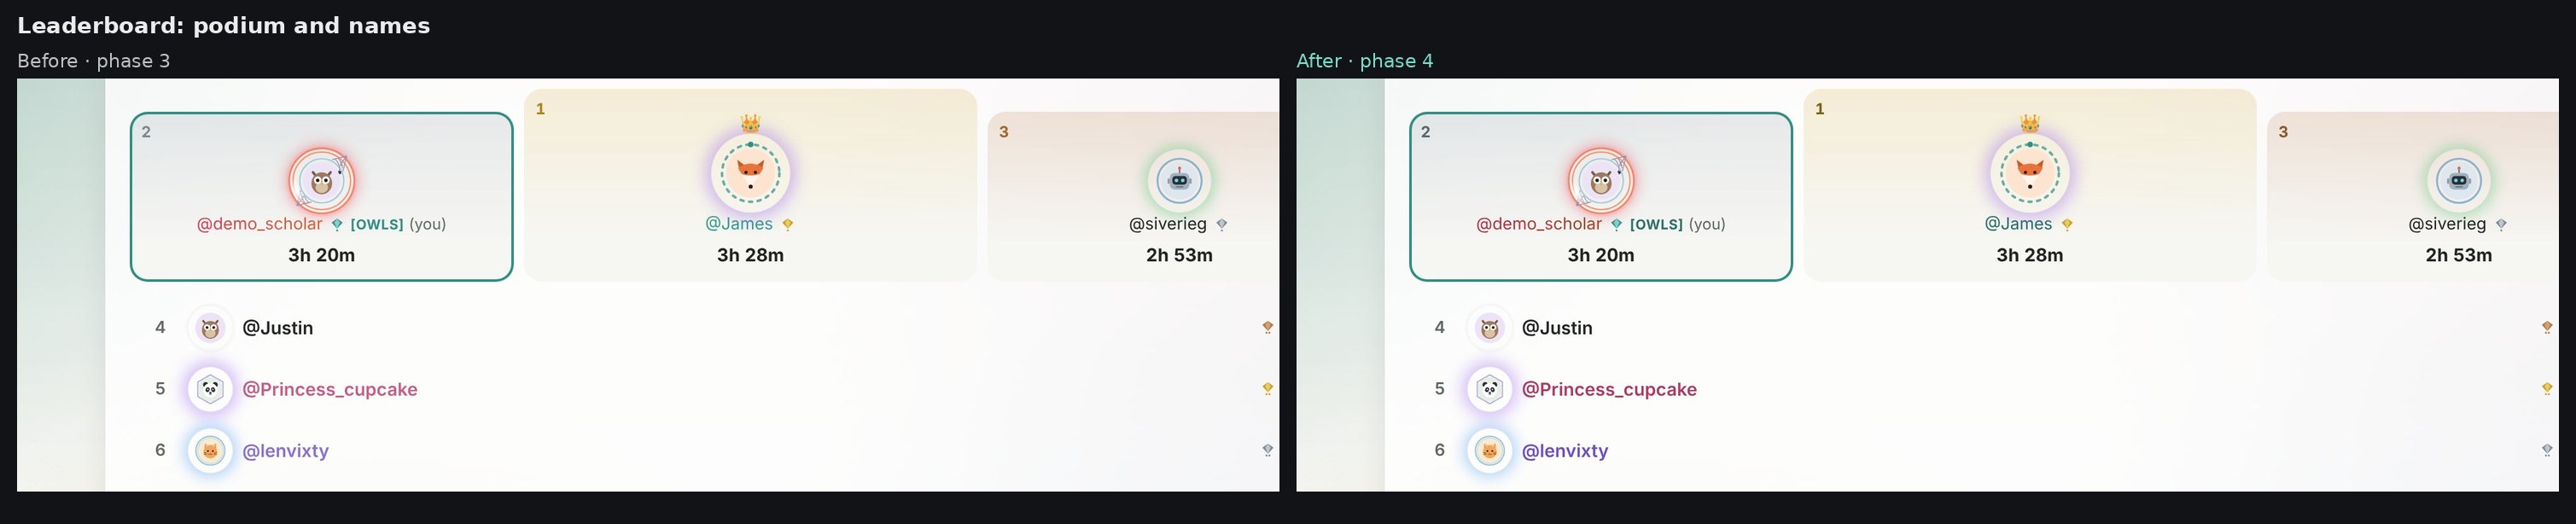 Leaderboard: podium and names
Before · phase 3
2
@demo_scholar [OWLS] (you)
3h 20m
1
@James
3h 28m
3
@siverieg
2h 53m
4 @Justin
5 @Princess_cupcake
6 @lenvixty
After · phase 4
2
@demo_scholar [OWLS] (you)
3h 20m
1
@James
3h 28m
3
@siverieg
2h 53m
4 @Justin
5 @Princess_cupcake
6 @lenvixty